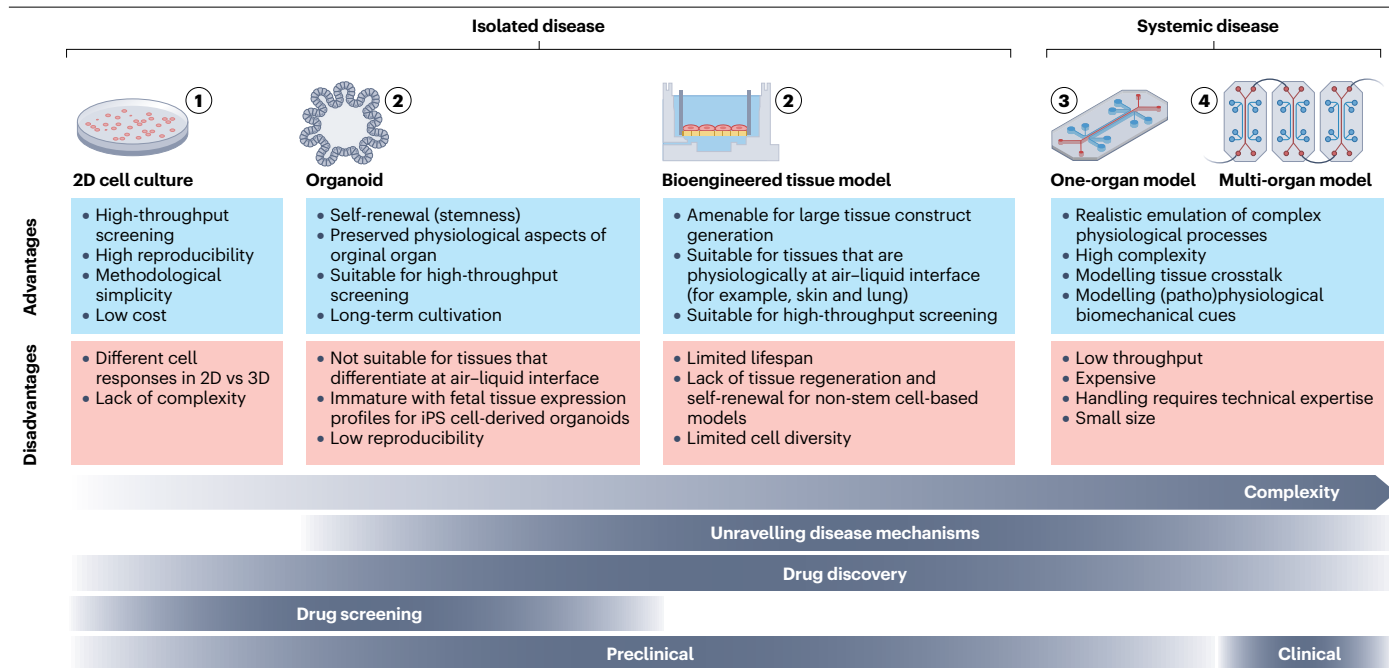 Isolated disease
Systemic disease
1
2
2
3
4
2D cell culture
Organoid
Bioengineered tissue model
One-organ model
Multi-organ model
Advantages
• High-throughput
screening
• High reproducibility
• Methodological
simplicity
• Low cost
• Self-renewal (stemness)
• Preserved physiological aspects of
orginal organ
• Suitable for high-throughput
screening
• Long-term cultivation
• Amenable for large tissue construct
generation
• Suitable for tissues that are
physiologically at air–liquid interface
(for example, skin and lung)
• Suitable for high-throughput screening
• Realistic emulation of complex
physiological processes
• High complexity
• Modelling tissue crosstalk
• Modelling (patho)physiological
biomechanical cues
Disadvantages
• Different cell
responses in 2D vs 3D
• Lack of complexity
• Not suitable for tissues that
differentiate at air–liquid interface
• Immature with fetal tissue expression
profiles for iPS cell-derived organoids
• Low reproducibility
• Limited lifespan
• Lack of tissue regeneration and
self-renewal for non-stem cell-based
models
• Limited cell diversity
• Low throughput
• Expensive
• Handling requires technical expertise
• Small size
Complexity
Unravelling disease mechanisms
Drug discovery
Drug screening
Preclinical
Clinical